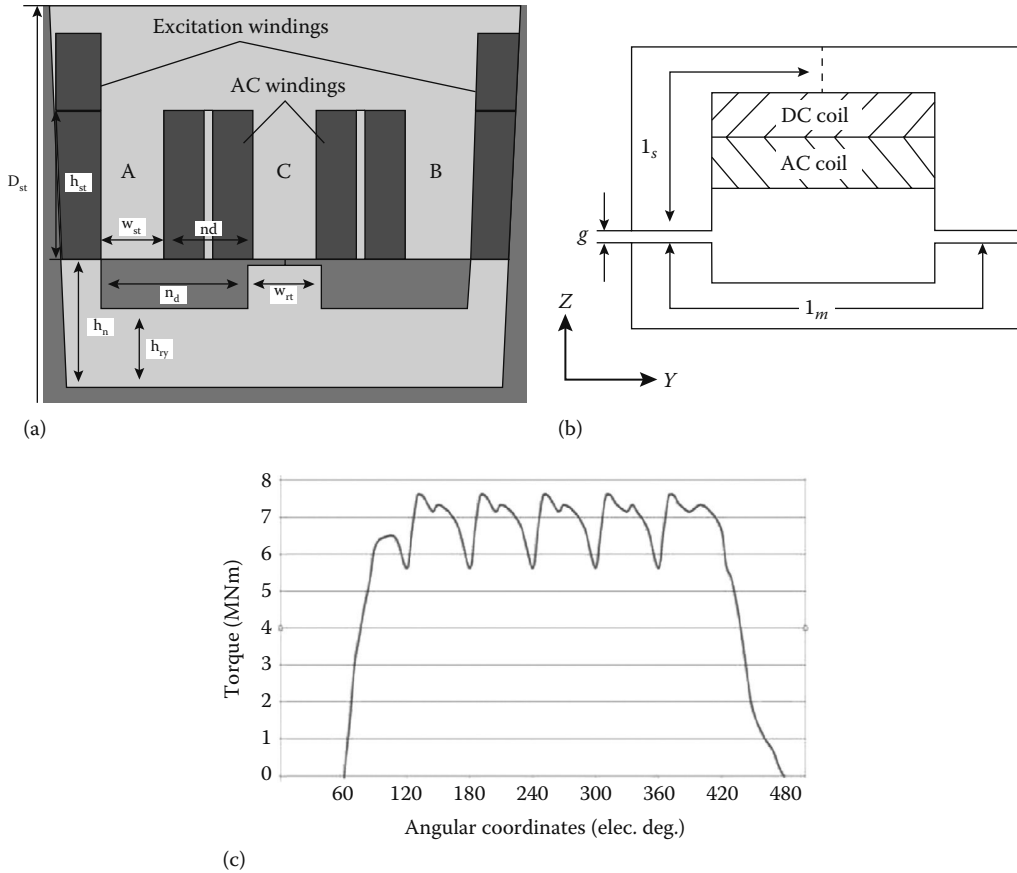 Excitation windings
AC windings
D_st
h_st
A
C
B
w_st
nd
n_d
w_rt
h_n
h_ry
(a)
DC coil
AC coil
1_s
g
1_m
Z
Y
(b)
8
7
6
5
4
3
2
1
0
Torque (MNm)
60 120 180 240 300 360 420 480
Angular coordinates (elec. deg.)
(c)